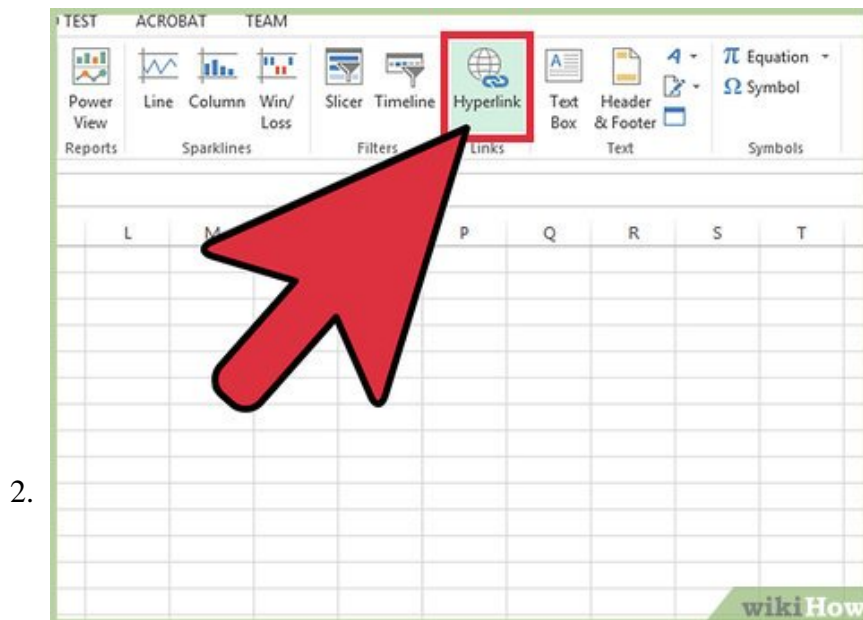 TEST ACROBAT TEAM
Power View
Line Column Win/ Loss
Slicer Timeline
Hyperlink
Text Box
Header & Footer
π Equation
Ω Symbol
Reports Sparklines Filters Links Text Symbols
L M P Q R S T
2.
wikiHow